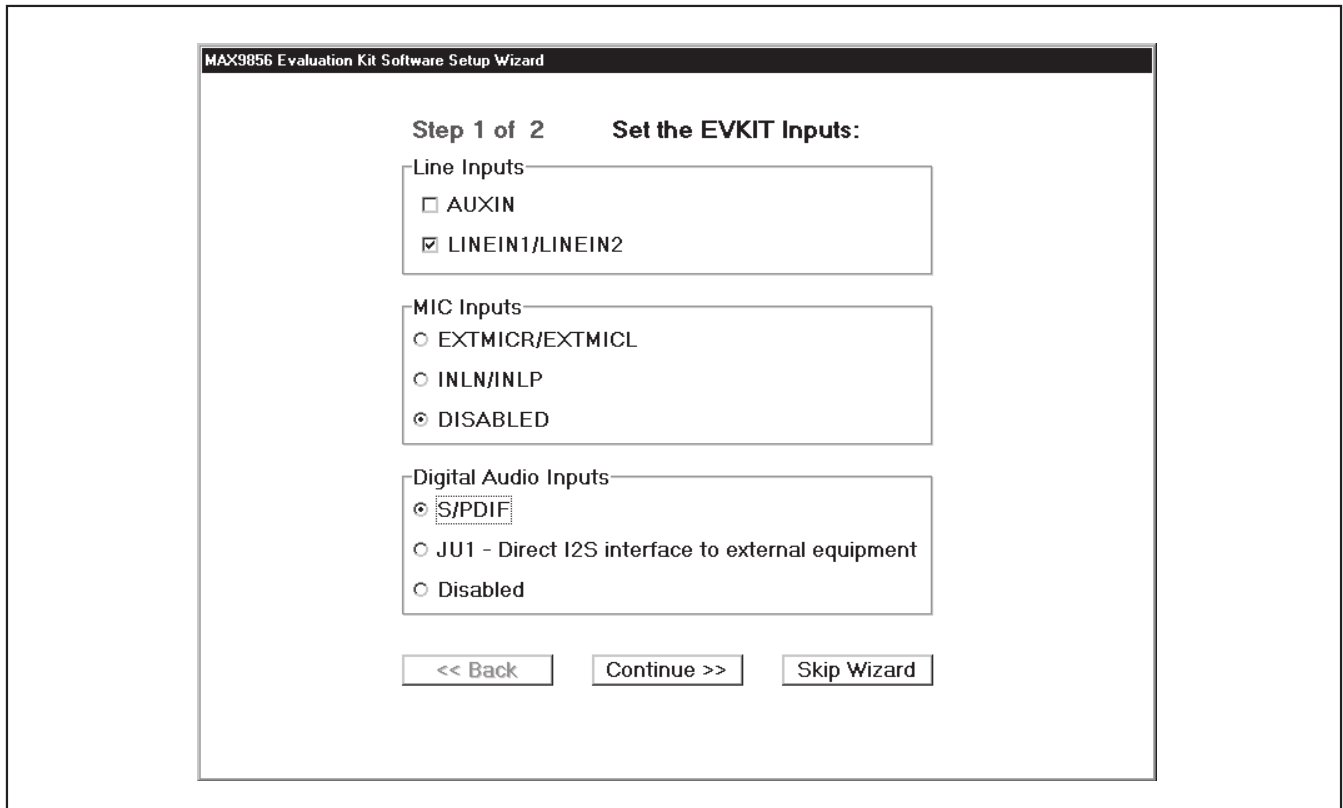 MAX9856 Evaluation Kit Software Setup Wizard
Step 1 of 2 Set the EVKIT Inputs:
Line Inputs
AUXIN
LINEIN1/LINEIN2
MIC Inputs
EXTMICR/EXTMICL
INLN/INLP
DISABLED
Digital Audio Inputs
S/PDIF
JU1 - Direct I2S interface to external equipment
Disabled
<< Back Continue >> Skip Wizard